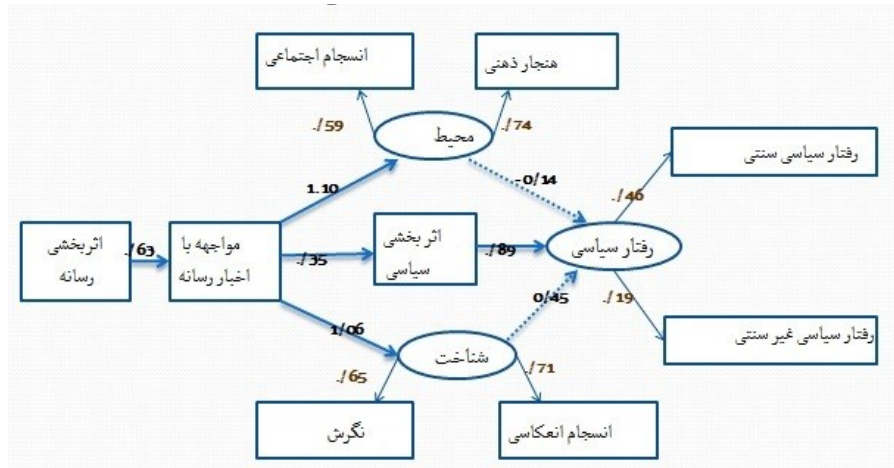 انسجام اجتماعی
هنجار ذهنی
./59
./74
محیط
رفتار سیاسی سنتی
-0/14
./46
1.10
اثربخشی
رسانه
./63
مواجهه با
اخبار رسانه
./35
اثر بخشی
سیاسی
./89
رفتار سیاسی
0/45
./19
1/06
رفتار سیاسی غیر سنتی
شناخت
./65
./71
نگرش
انسجام انعکاسی